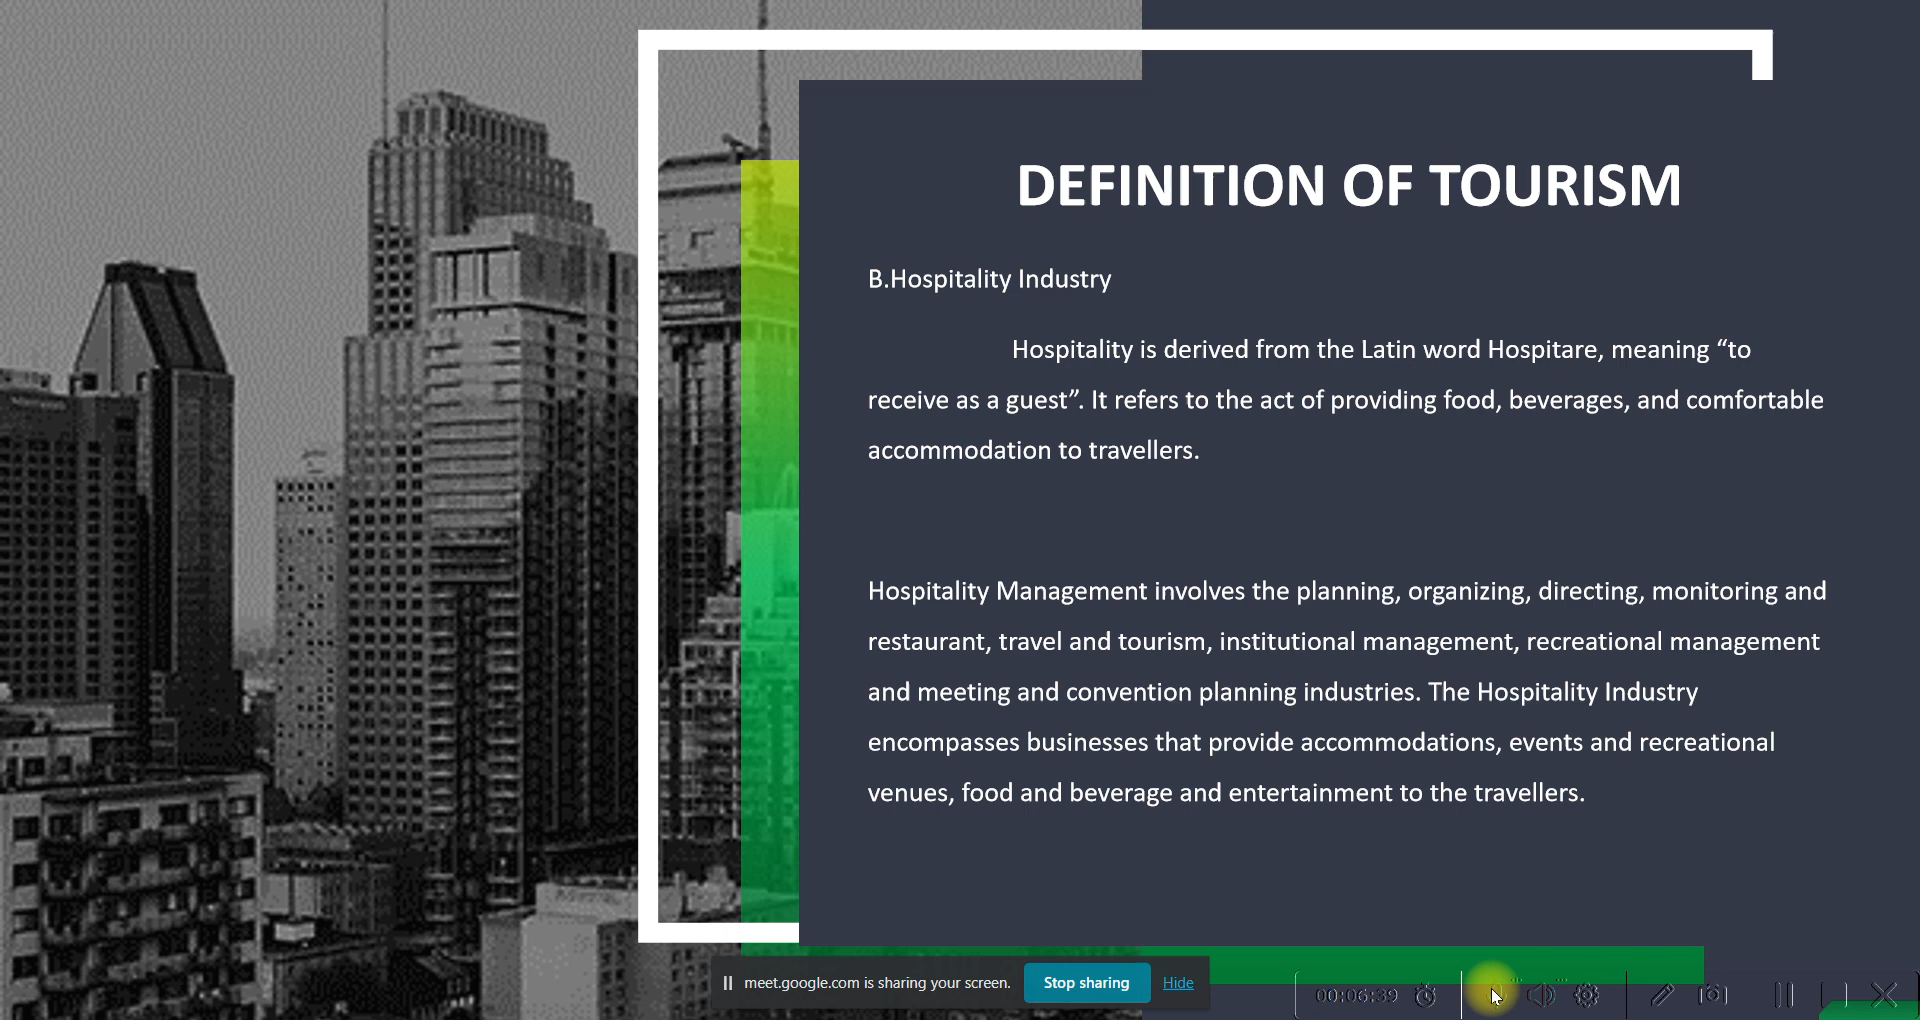 DEFINITION OF TOURISM
B.Hospitality Industry
Hospitality is derived from the Latin word Hospitare, meaning “to
receive as a guest”. It refers to the act of providing food, beverages, and comfortable
accommodation to travellers.
Hospitality Management involves the planning, organizing, directing, monitoring and
restaurant, travel and tourism, institutional management, recreational management
and meeting and convention planning industries. The Hospitality Industry
encompasses businesses that provide accommodations, events and recreational
venues, food and beverage and entertainment to the travellers.
meet.google.com is sharing your screen. Stop sharing Hide
00:06:39